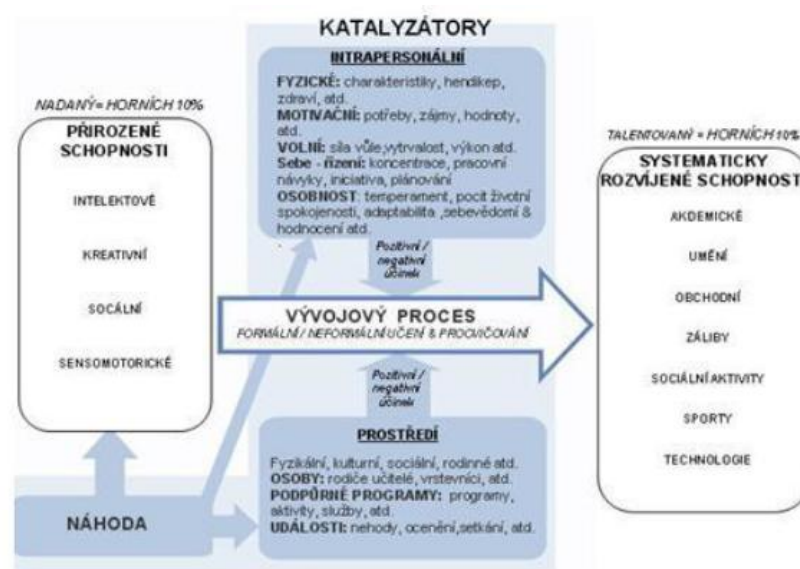 KATALYZÁTORY
INTRAPERSONÁLNÍ
FYZICKÉ: charakteristiky, hendikep,
zdraví, atd.
MOTIVAČNÍ: potřeby, zájmy, hodnoty,
atd.
VOLNÍ: síla vůle,vytrvalost, výkon atd.
Sebe - řízení: koncentrace, pracovní
návyky, iniciativa, plánování
OSOBNOST: temperament, pocit životní
spokojenosti, adaptabilita ,sebevědomí &
hodnocení atd.
Pozitivní /
negativní
účinek
NADANÝ= HORNÍCH 10%
PŘIROZENÉ
SCHOPNOSTI
INTELEKTOVÉ
KREATIVNÍ
SOCÁLNÍ
SENSOMOTORICKÉ
VÝVOJOVÝ PROCES
FORMÁLNÍ / NEFORMÁLNÍ UČENÍ & PROCVIČOVÁNÍ
TALENTOVANÝ = HORNÍCH 10%
SYSTEMATICKY
ROZVÍJENÉ SCHOPNOST
AKDEMICKÉ
UMĚNÍ
OBCHODNÍ
ZÁLIBY
SOCIÁLNÍ AKTIVITY
SPORTY
TECHNOLOGIE
Pozitivní /
negativní
účinek
PROSTŘEDÍ
Fyzikální, kulturní, sociální, rodinné atd.
OSOBY: rodiče učitelé, vrstevníci, atd.
PODPŮRNÉ PROGRAMY: programy,
aktivity, služby, atd.
UDÁLOSTI: nehody, ocenění,setkání, atd.
NÁHODA